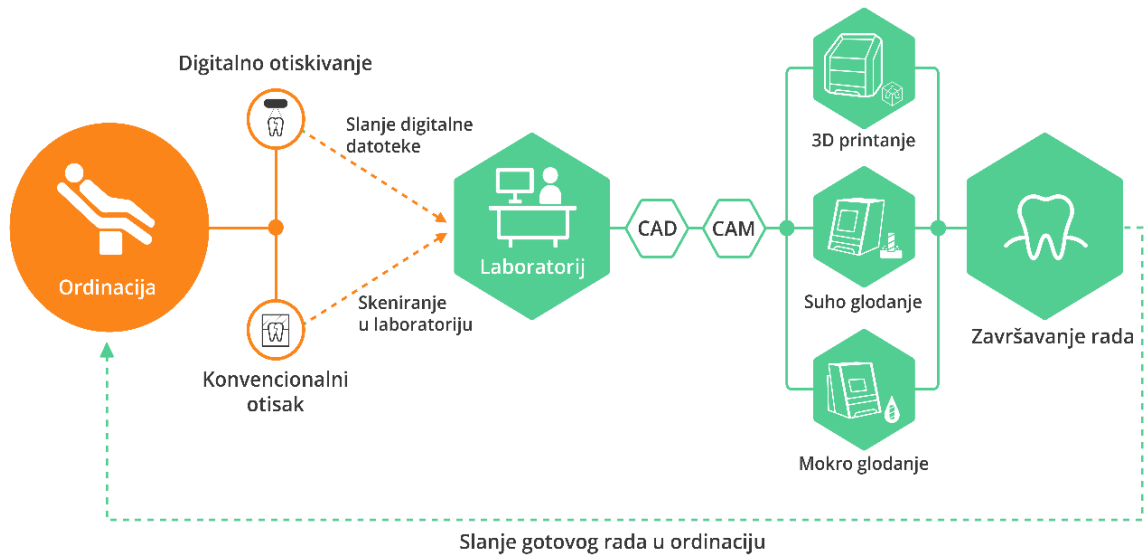 Digitalno otiskivanje
Slanje digitalne
datoteke
Ordinacija
Skeniranje
u laboratoriju
Konvencionalni
otisak
Laboratorij
CAD
CAM
3D printanje
Suho glodanje
Mokro glodanje
Završavanje rada
Slanje gotovog rada u ordinaciju